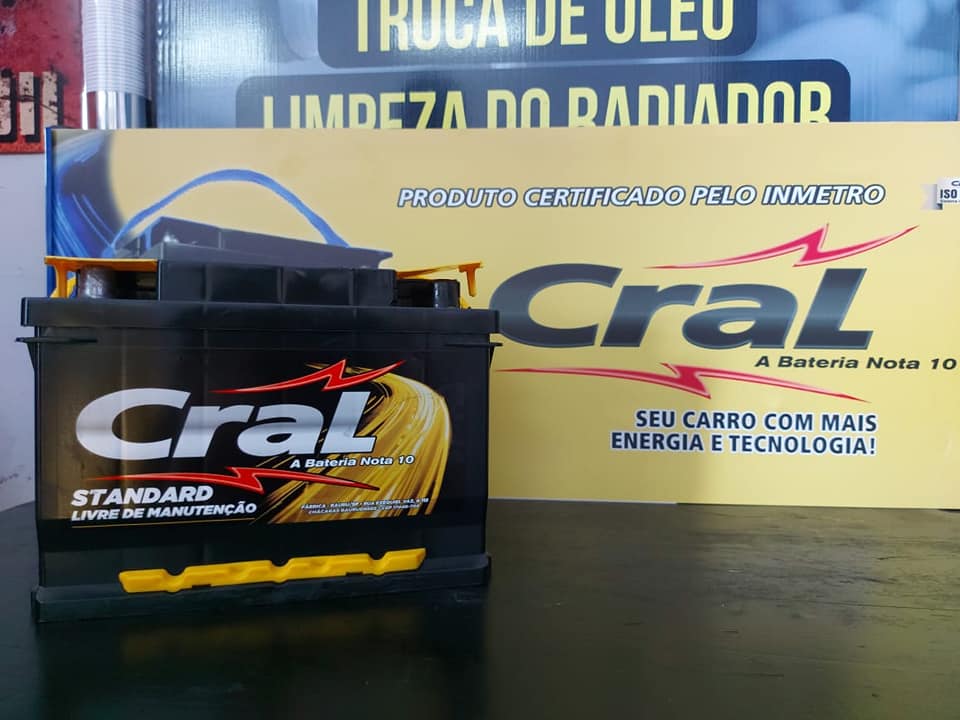 TROCA DE ÓLEO
LIMPEZA DO RADIADOR
PRODUTO CERTIFICADO PELO INMETRO
ISO
Cral
A Bateria Nota 10
SEU CARRO COM MAIS
ENERGIA E TECNOLOGIA!
Cral
A Bateria Nota 10
STANDARD
LIVRE DE MANUTENÇÃO